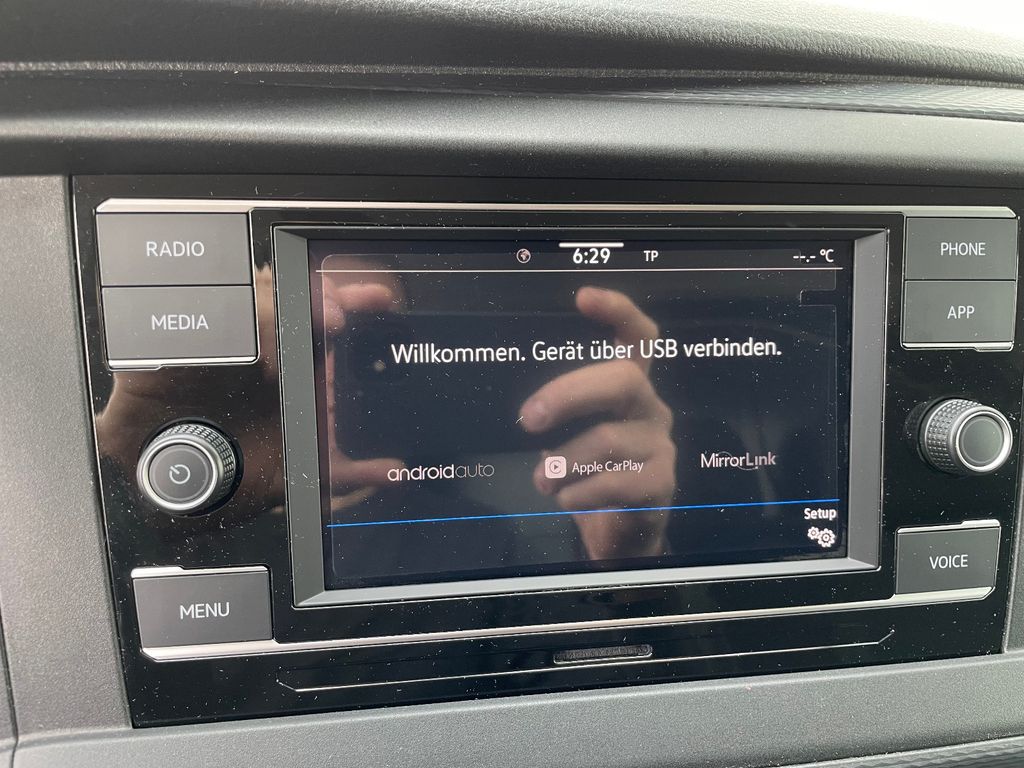 RADIO
MEDIA
MENU
6:29 TP --.- °C
Willkommen. Gerät über USB verbinden.
androidauto Apple CarPlay MirrorLink
Setup
PHONE
APP
VOICE